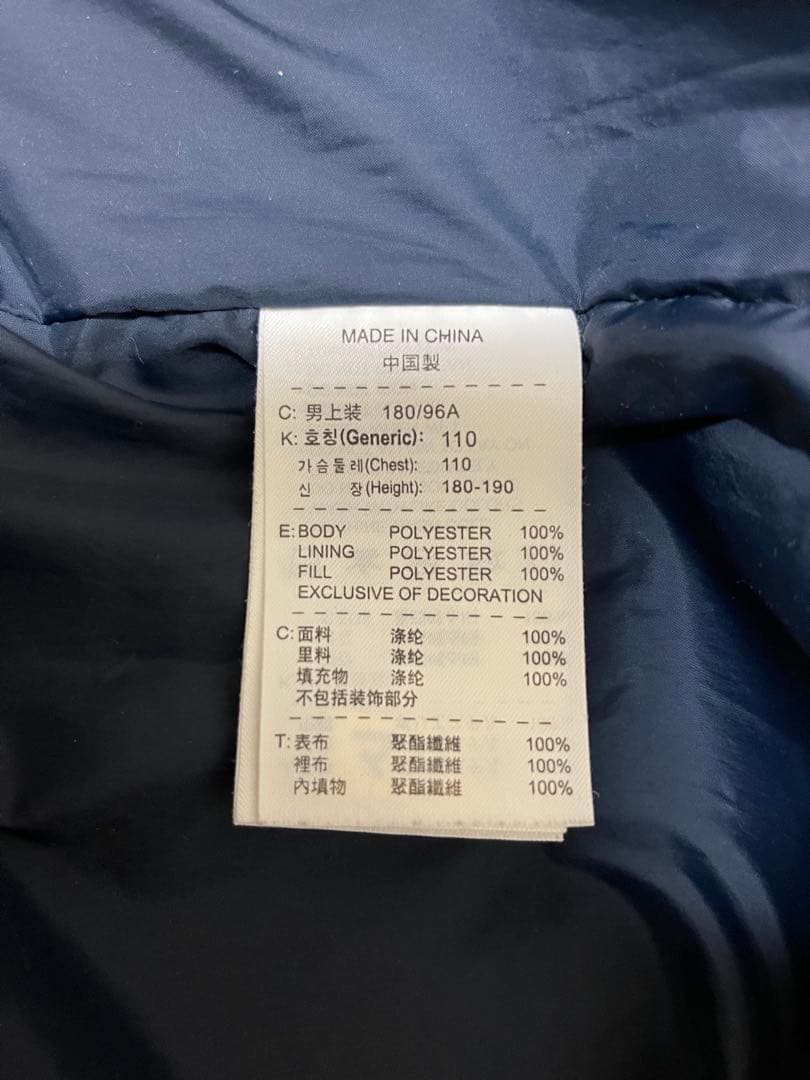 MADE IN CHINA
中国製
C: 男上装 180/96A
K: 호칭(Generic): 110
가슴둘레(Chest): 110
신 장(Height): 180-190
E: BODY POLYESTER 100%
LINING POLYESTER 100%
FILL POLYESTER 100%
EXCLUSIVE OF DECORATION
C: 面料 涤纶 100%
里料 涤纶 100%
填充物 涤纶 100%
不包括装饰部分
T: 表布 聚酯纖維 100%
裡布 聚酯纖維 100%
內填物 聚酯纖維 100%